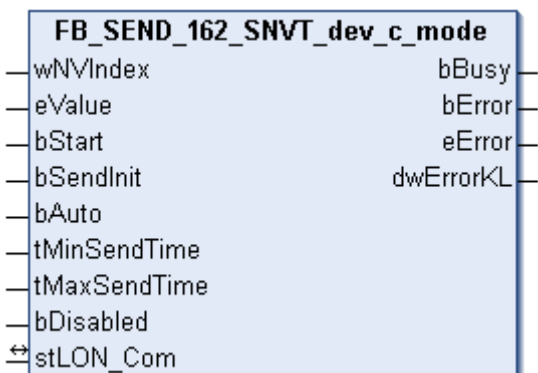 FB_SEND_162_SNVT_dev_c_mode
wNVIndex bBusy
eValue bError
bStart eError
bSendInit dwErrorKL
bAuto
tMinSendTime
tMaxSendTime
bDisabled
stLON_Com